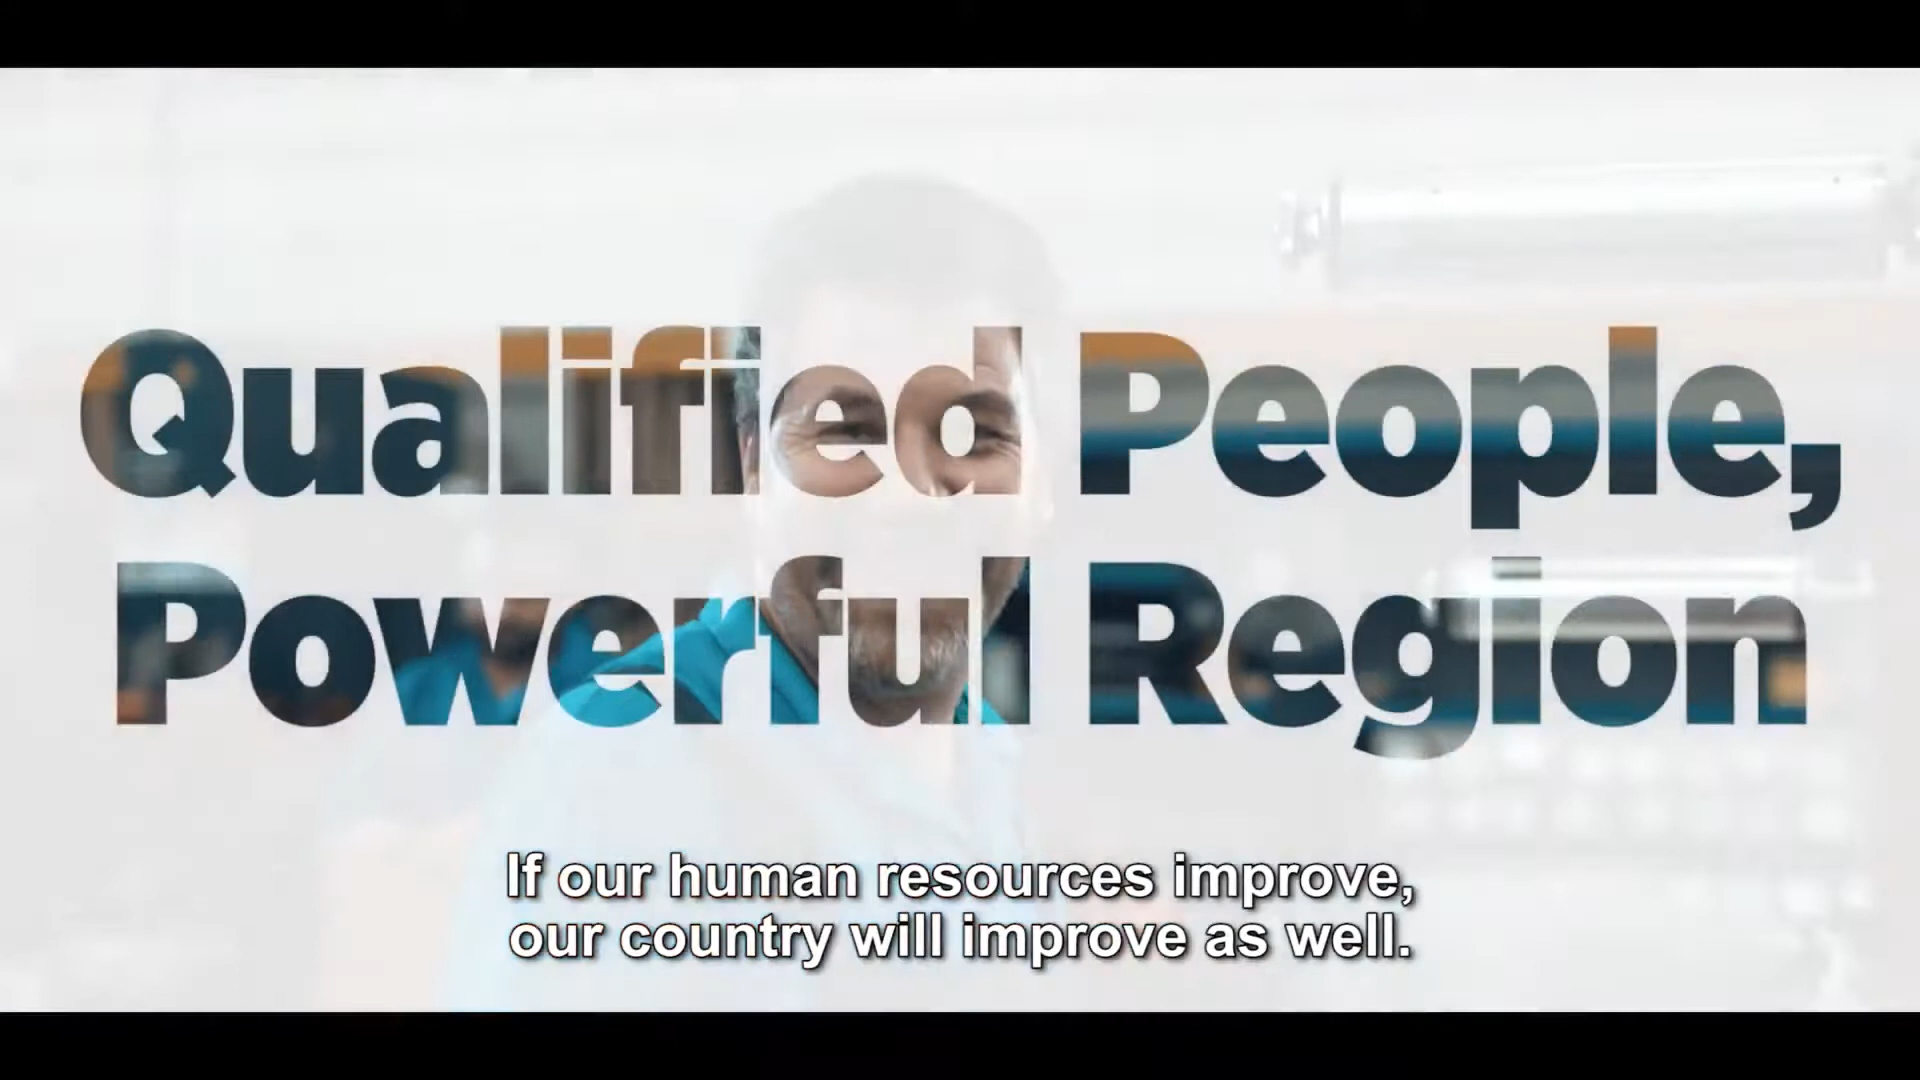 Qualified People,
Powerful Region
If our human resources improve,
our country will improve as well.